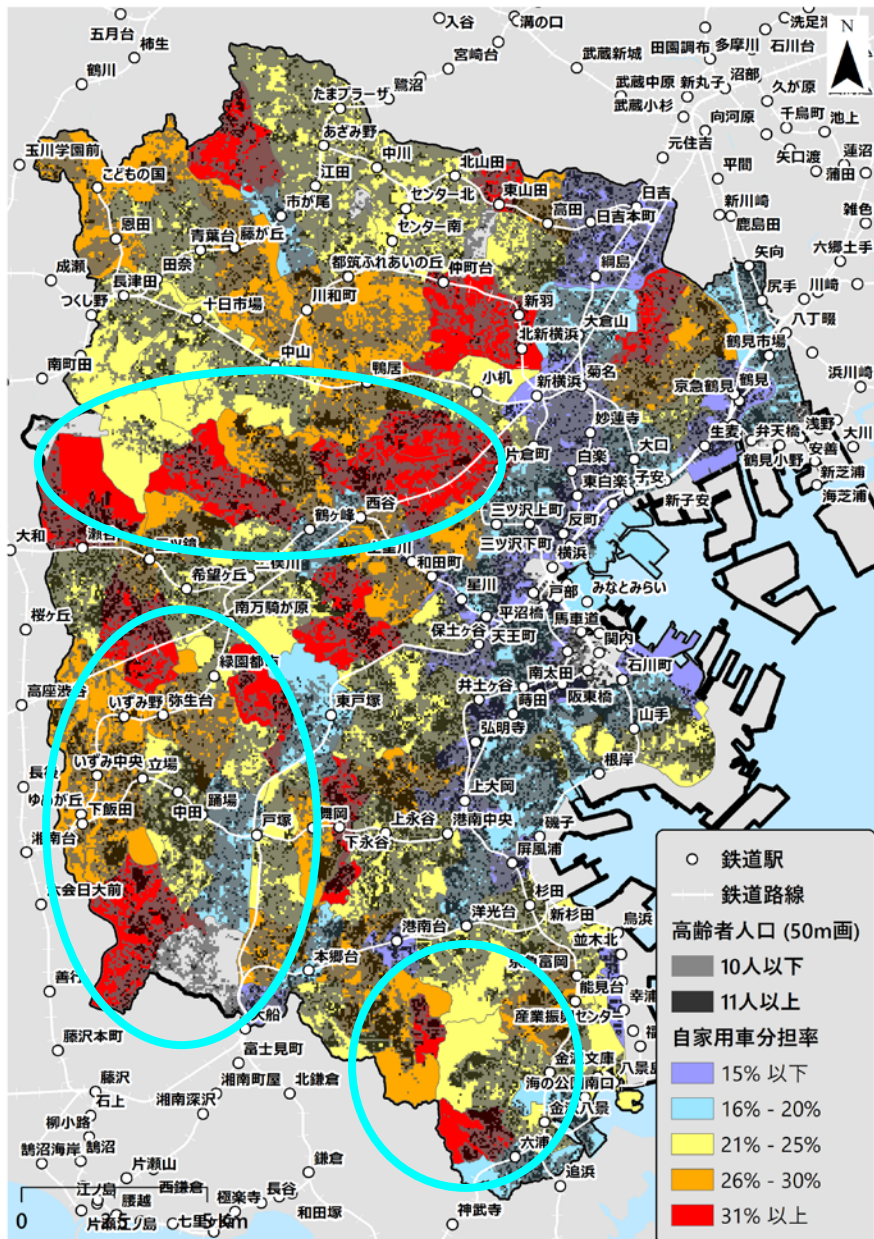 五月台
柿生
鶴川
入谷
溝の口
宮崎台
鷺沼
武蔵新城
田園調布
多摩川
石川台
沼部
武蔵中原
新丸子
武蔵小杉
久が原
千鳥町
池上
向河原
矢口渡
蓮沼
蒲田
元住吉
平間
新川崎
鹿島田
雑色
六郷土手
矢向
尻手
川崎
八丁畷
浜川崎
N
たまプラーザ
あざみ野
江田
中川
北山田
玉川学園前
こどもの国
市が尾
センター北
センター南
東山田
高田
日吉
日吉本町
恩田
青葉台
藤が丘
都筑ふれあいの丘
仲町台
綱島
成瀬
田奈
長津田
つくし野
十日市場
川和町
新羽
北新横浜
大倉山
鶴見市場
南町田
中山
鴨居
小机
新横浜
菊名
京急鶴見
鶴見
妙蓮寺
生麦
弁天橋
浅野
大川
鶴見小野
安善
新芝浦
海芝浦
片倉町
白楽
大口
東白楽
子安
新子安
西谷
鶴ヶ峰
三ツ沢上町
反町
三ツ沢下町
横浜
大和
和田町
希望ヶ丘
星川
みなとみらい
平沼橋
戸部
桜ヶ丘
南万騎が原
保土ヶ谷
天王町
馬車道
関内
高座渋谷
緑園都市
南太田
石川町
井土ヶ谷
阪東橋
いずみ野
弥生台
東戸塚
蒔田
弘明寺
山手
いずみ中央
立場
根岸
長後
踊場
上大岡
下飯田
中田
戸塚
舞岡
上永谷
下永谷
港南中央
磯子
湘南台
屏風浦
杉田
新杉田
鳥浜
港南台
洋光台
並木北
本郷台
能見台
幸浦
産業振興センター
善行
大船
藤沢本町
富士見町
金沢文庫
海の公園南口
金沢八景
湘南町屋
北鎌倉
藤沢
湘南深沢
石上
柳小路
鵠沼
鵠沼海岸
六浦
追浜
鎌倉
片瀬山
西鎌倉
江ノ島
腰越
極楽寺
長谷
和田塚
神武寺
0
5 Km
鉄道駅
鉄道路線
高齢者人口 (50m画)
10人以下
11人以上
自家用車分担率
15% 以下
16% - 20%
21% - 25%
26% - 30%
31% 以上